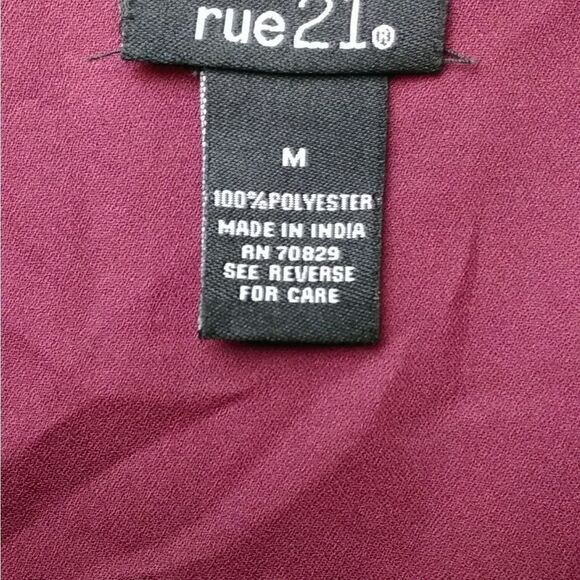 rue21®
M
100%POLYESTER
MADE IN INDIA
RN 70829
SEE REVERSE
FOR CARE